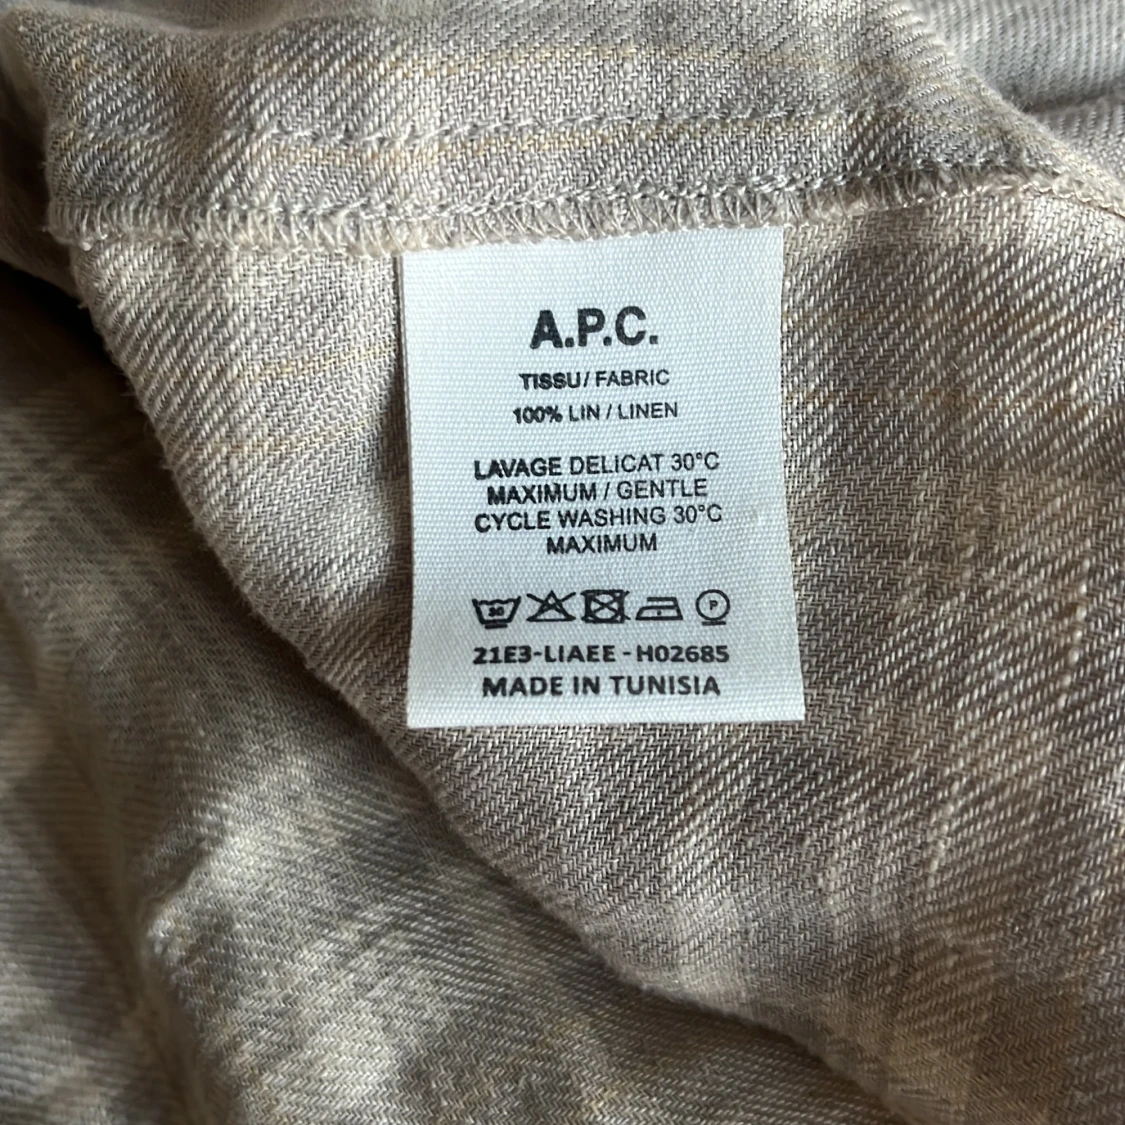 A.P.C.
TISSU/ FABRIC
100% LIN / LINEN
LAVAGE DELICAT 30°C
MAXIMUM / GENTLE
CYCLE WASHING 30°C
MAXIMUM
30 P
21E3-LIAEE - H02685
MADE IN TUNISIA